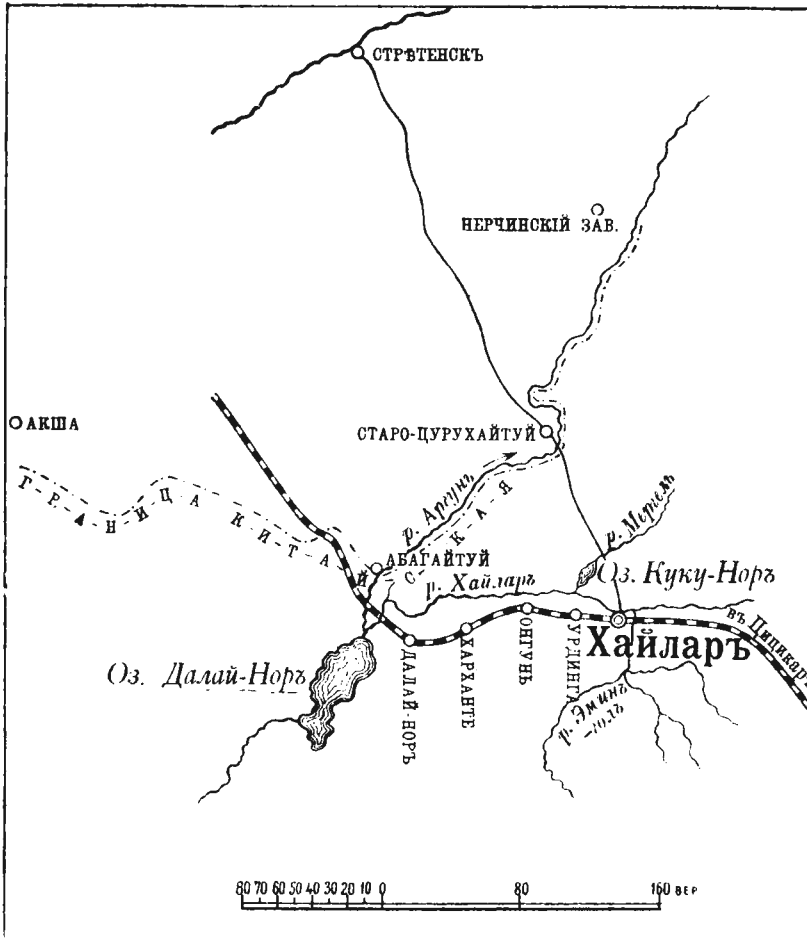 СТРѢТЕНСКЪ
НЕРЧИНСКІЙ ЗАВ.
АКША
СТАРО-ЦУРУХАЙТУЙ
ГРАНИЦА КИТАЙСКАЯ
р. Аргунь
р. Мергель
АБАГАЙТУЙ
Оз. Куку-Норъ
р. Хайларъ
въ Цицикаръ
Хайларъ
Оз. Далай-Норъ
ДАЛАЙ-НОРЪ
ХАРХАНТЕ
ОНГУНЬ
УРДИНГА
р. Эминъ
-голъ
80 70 60 50 40 30 20 10 0 80 160 ВЕР